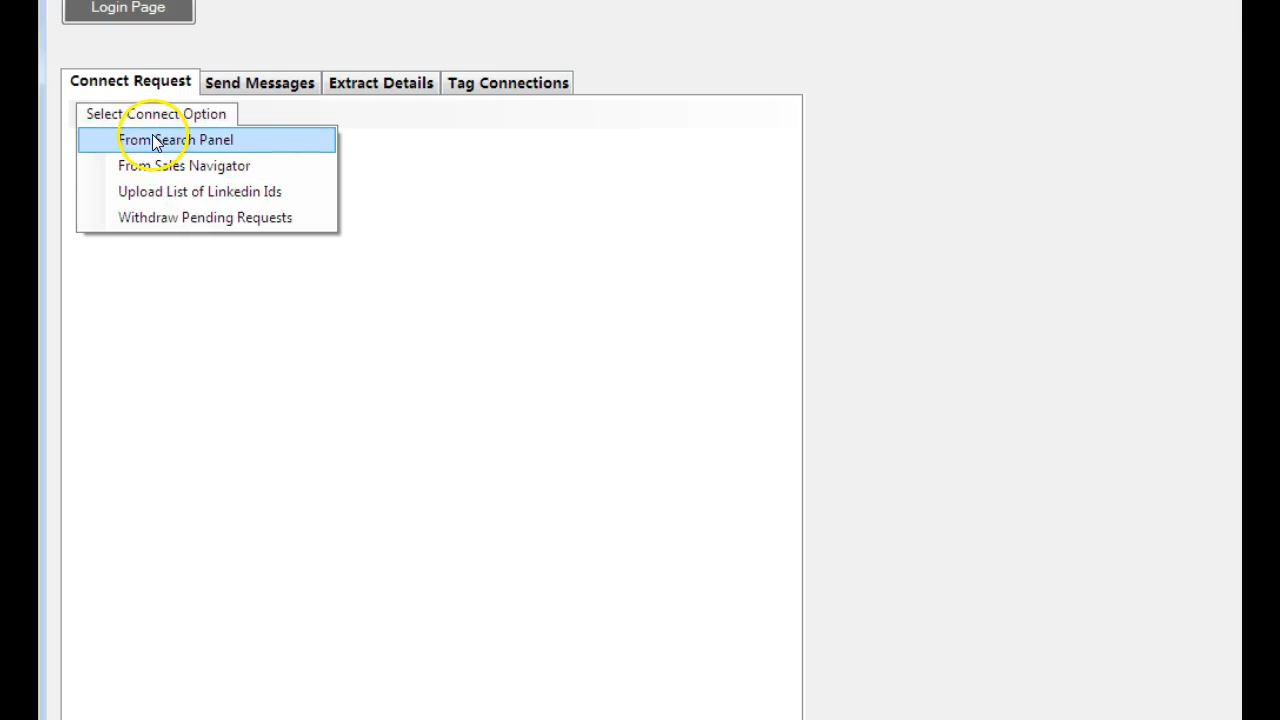 Login Page
Connect Request Send Messages Extract Details Tag Connections
Select Connect Option
From Search Panel
From Sales Navigator
Upload List of Linkedin Ids
Withdraw Pending Requests